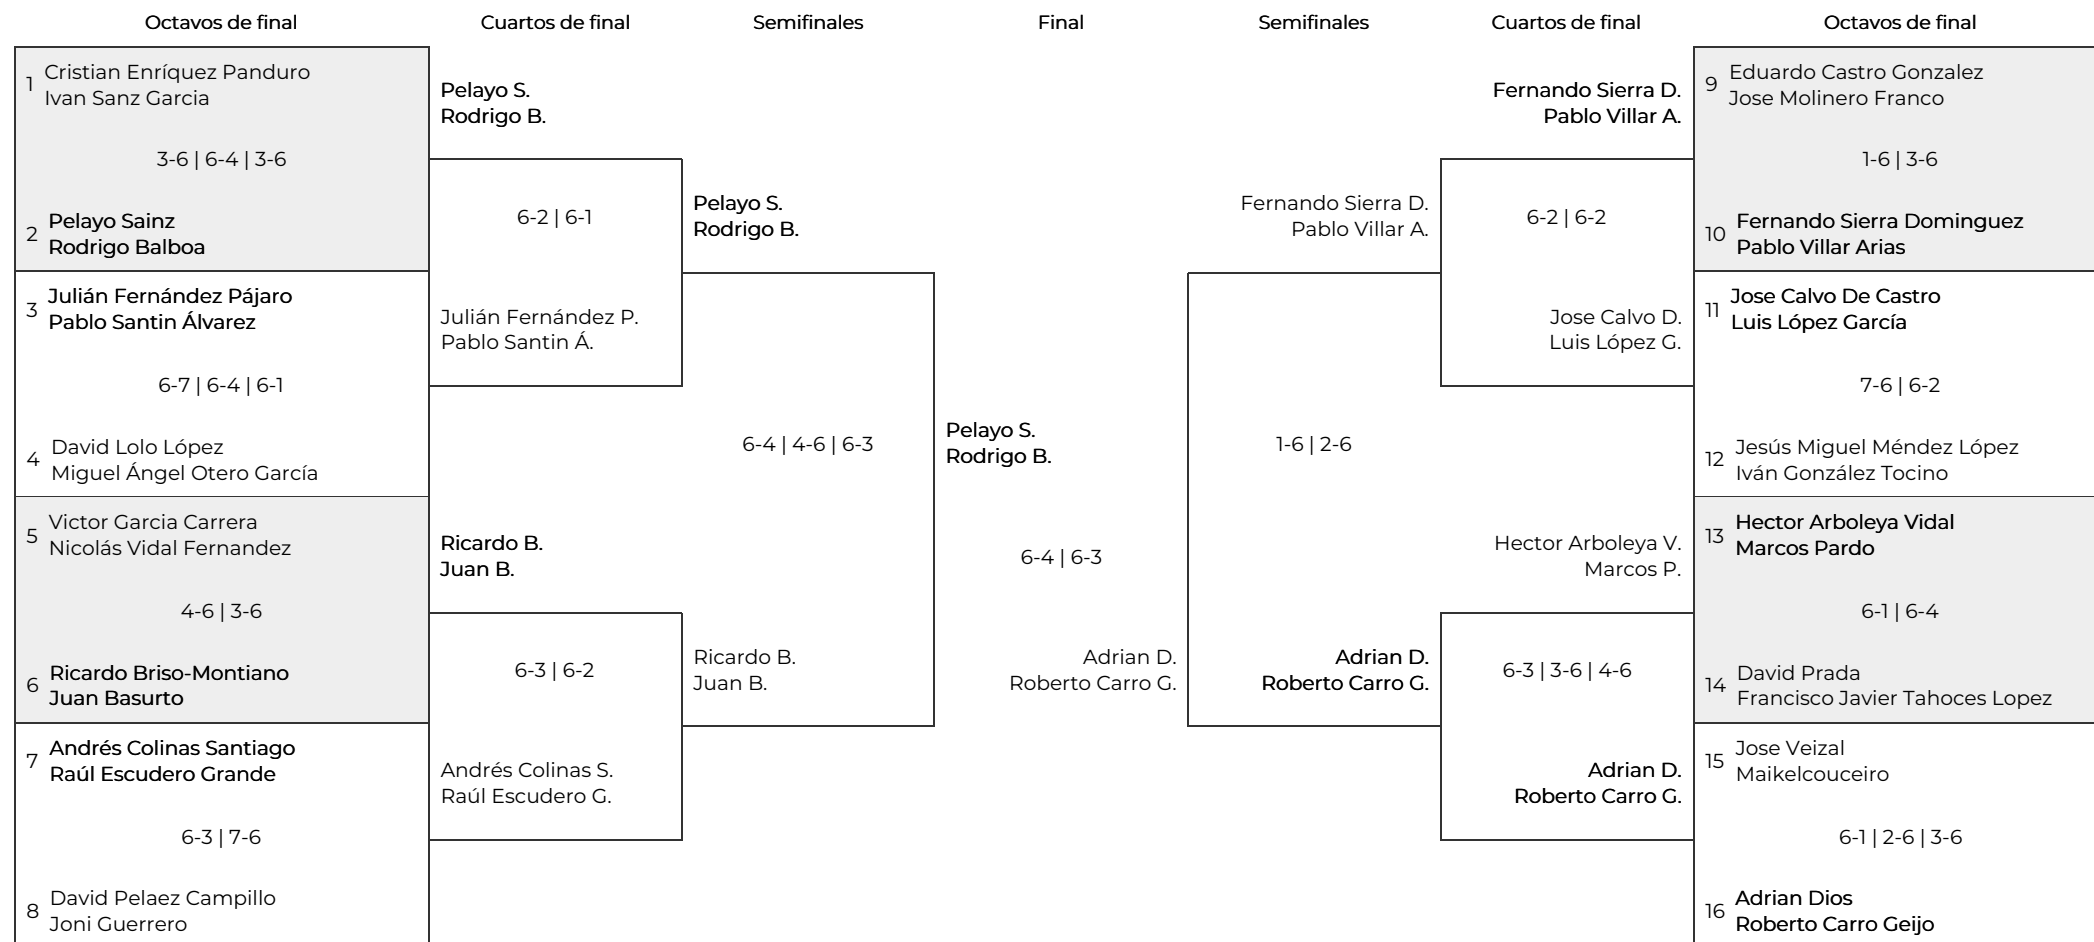 Octavos de final
Cuartos de final
Semifinales
Final
Semifinales
Cuartos de final
Octavos de final
1
Cristian Enríquez Panduro
Ivan Sanz Garcia
3-6 | 6-4 | 3-6
2
Pelayo Sainz
Rodrigo Balboa
3
Julián Fernández Pájaro
Pablo Santin Álvarez
6-7 | 6-4 | 6-1
4
David Lolo López
Miguel Ángel Otero García
5
Victor Garcia Carrera
Nicolás Vidal Fernandez
4-6 | 3-6
6
Ricardo Briso-Montiano
Juan Basurto
7
Andrés Colinas Santiago
Raúl Escudero Grande
6-3 | 7-6
8
David Pelaez Campillo
Joni Guerrero
Pelayo S.
Rodrigo B.
6-2 | 6-1
Julián Fernández P.
Pablo Santin Á.
Ricardo B.
Juan B.
6-3 | 6-2
Andrés Colinas S.
Raúl Escudero G.
Pelayo S.
Rodrigo B.
6-4 | 4-6 | 6-3
Ricardo B.
Juan B.
Pelayo S.
Rodrigo B.
6-4 | 6-3
Adrian D.
Roberto Carro G.
Fernando Sierra D.
Pablo Villar A.
1-6 | 2-6
Adrian D.
Roberto Carro G.
Fernando Sierra D.
Pablo Villar A.
6-2 | 6-2
Jose Calvo D.
Luis López G.
Hector Arboleya V.
Marcos P.
6-3 | 3-6 | 4-6
Adrian D.
Roberto Carro G.
9
Eduardo Castro Gonzalez
Jose Molinero Franco
1-6 | 3-6
10
Fernando Sierra Dominguez
Pablo Villar Arias
11
Jose Calvo De Castro
Luis López García
7-6 | 6-2
12
Jesús Miguel Méndez López
Iván González Tocino
13
Hector Arboleya Vidal
Marcos Pardo
6-1 | 6-4
14
David Prada
Francisco Javier Tahoces Lopez
15
Jose Veizal
Maikelcouceiro
6-1 | 2-6 | 3-6
16
Adrian Dios
Roberto Carro Geijo